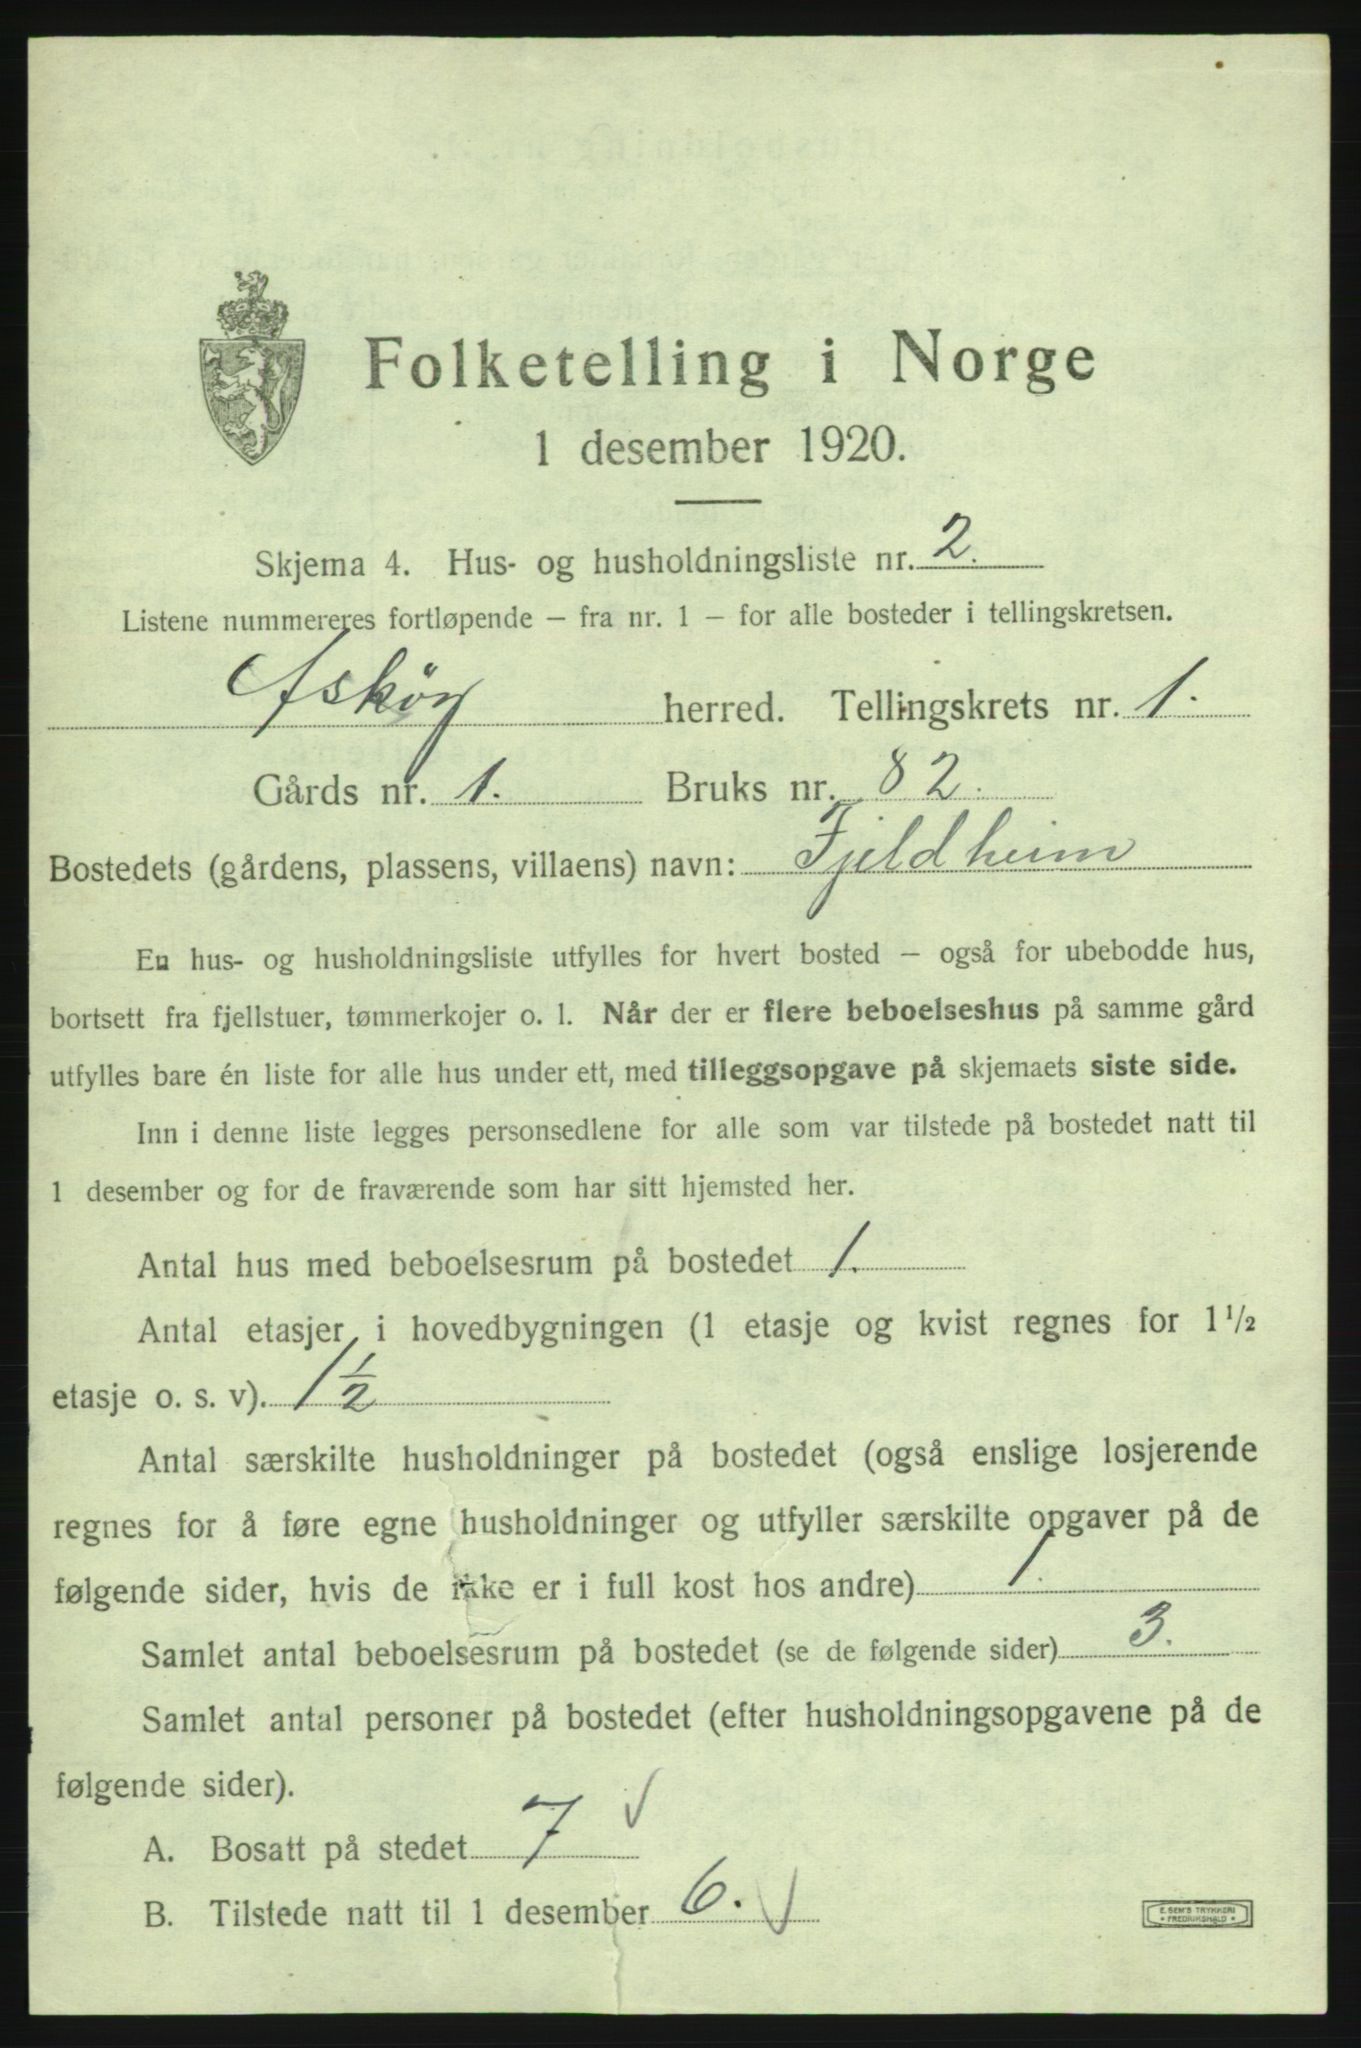 Folketelling i Norge
1 desember 1920.
Skjema 4. Hus- og husholdningsliste nr. 2.
Listene nummereres fortløpende – fra nr. 1 – for alle bosteder i tellingskretsen.
Askøy herred. Tellingskrets nr. 1.
Gårds nr. 1. Bruks nr. 82.
Bostedets (gårdens, plassens, villaens) navn: Fjeldheim
En hus- og husholdningsliste utfylles for hvert bosted – også for ubebodde hus,
bortsett fra fjellstuer, tømmerkojer o. l. Når der er flere beboelseshus på samme gård
utfylles bare én liste for alle hus under ett, med tilleggsopgave på skjemaets siste side.
Inn i denne liste legges personsedlene for alle som var tilstede på bostedet natt til
1 desember og for de fraværende som har sitt hjemsted her.
Antal hus med beboelsesrum på bostedet 1.
Antal etasjer i hovedbygningen (1 etasje og kvist regnes for 1 1/2
etasje o. s. v). 1 1/2
Antal særskilte husholdninger på bostedet (også enslige losjerende
regnes for å føre egne husholdninger og utfyller særskilte opgaver på de
følgende sider, hvis de ikke er i full kost hos andre) 1.
Samlet antal beboelsesrum på bostedet (se de følgende sider) 3.
Samlet antal personer på bostedet (efter husholdningsopgavene på de
følgende sider).
A. Bosatt på stedet 7 √
B. Tilstede natt til 1 desember 6. √
E. SEM'S TRYKKERI
* FREDRIKSHALD *